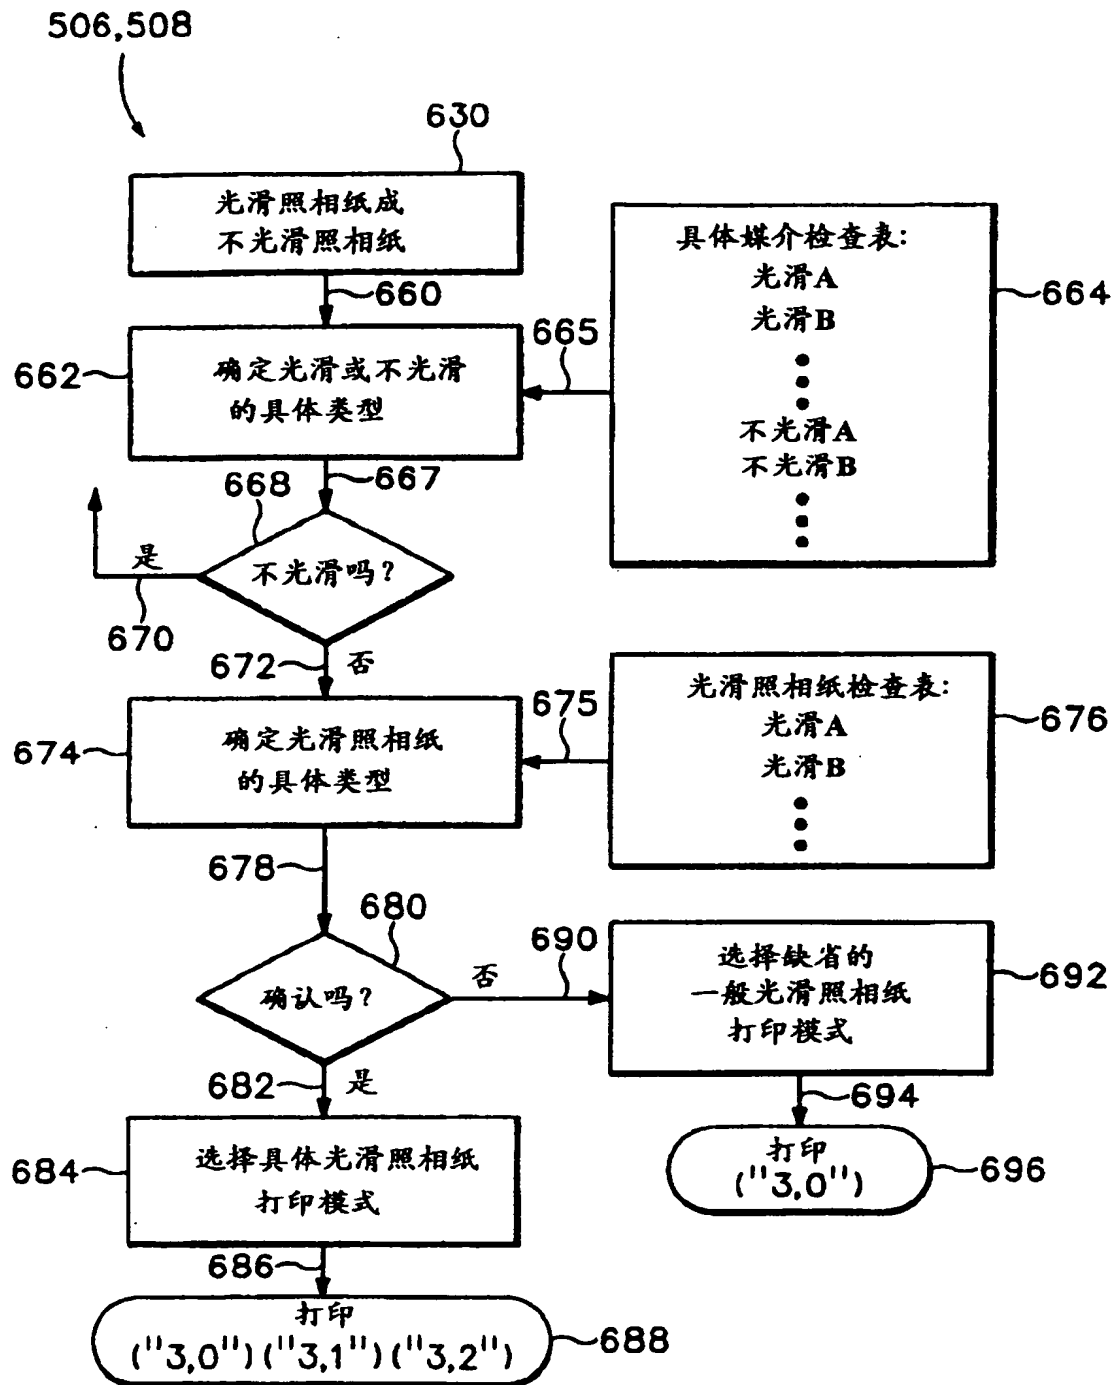 506,508
630
光滑照相纸成
不光滑照相纸
660
662
确定光滑或不光滑
的具体类型
665
具体媒介检查表:
光滑A
光滑B
不光滑A
不光滑B
664
667
668
不光滑吗?
是
670
672
否
674
确定光滑照相纸
的具体类型
675
光滑照相纸检查表:
光滑A
光滑B
676
678
680
确认吗?
否
690
选择缺省的
一般光滑照相纸
打印模式
692
694
打印
("3,0")
696
682
是
684
选择具体光滑照相纸
打印模式
686
打印
("3,0")("3,1")("3,2")
688